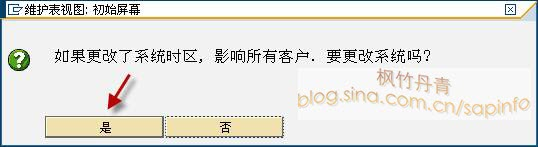 维护表视图: 初始屏幕
如果更改了系统时区, 影响所有客户. 要更改系统吗?
枫竹丹青
blog.sina.com.cn/sapinfo
是
否